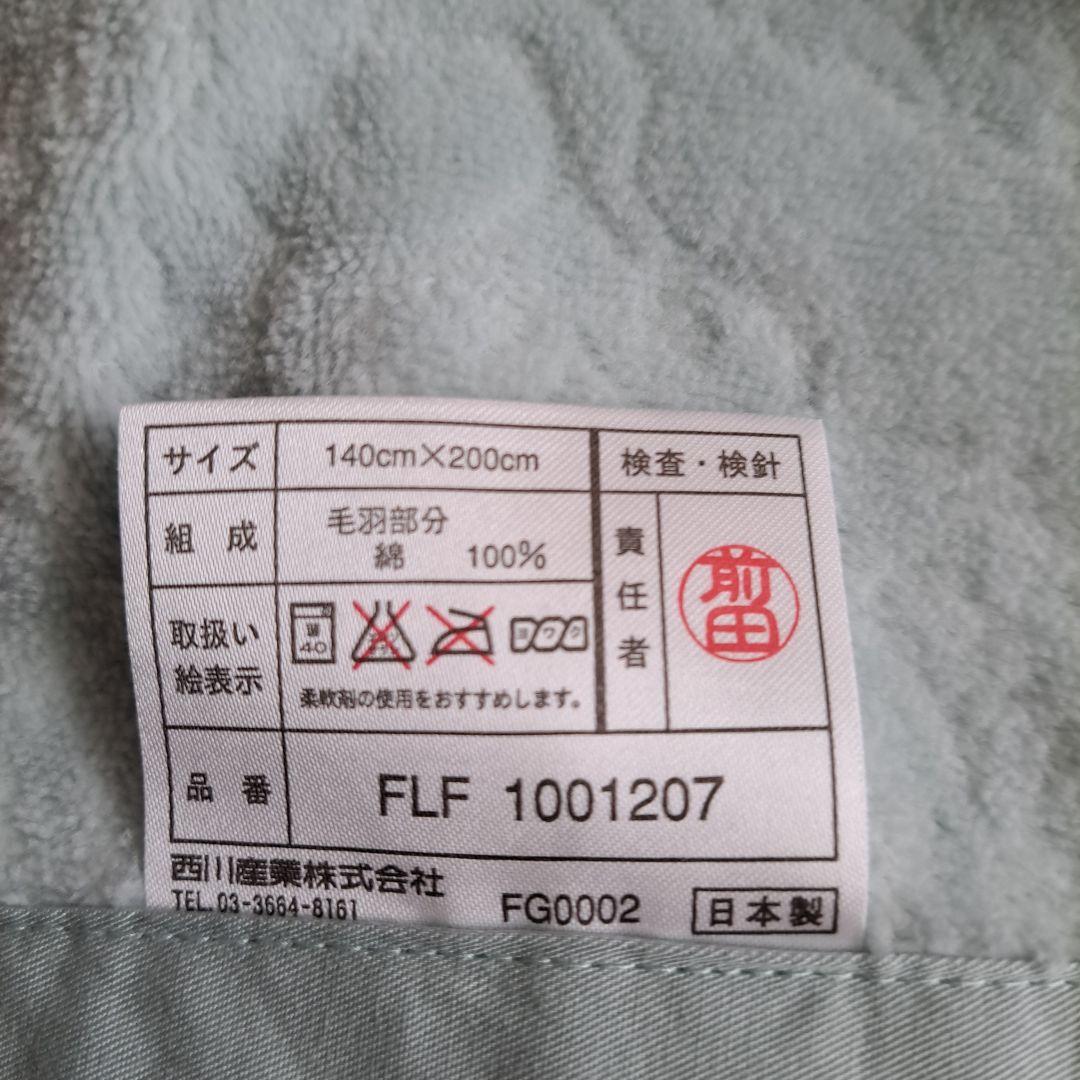 サイズ 140cm×200cm 検査・検針
組成 毛羽部分
綿 100%
責任者 前田
取扱い
絵表示
40 ヨワク
柔軟剤の使用をおすすめします。
品番 FLF 1001207
西川産業株式会社
TEL.03-3664-8161 FG0002 日本製